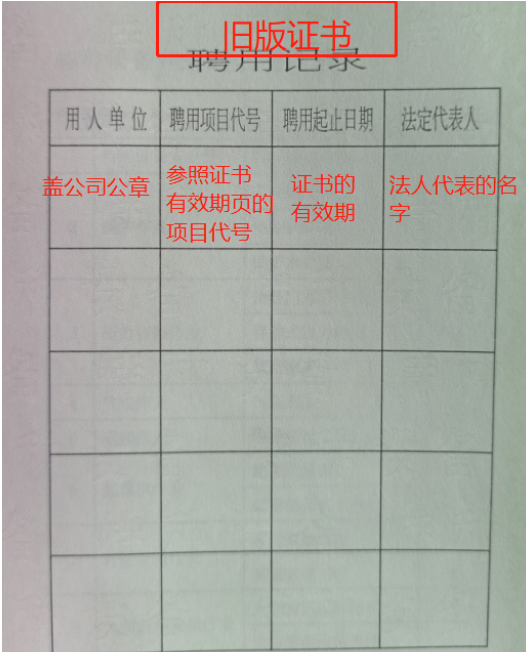 旧版证书
聘用记录
用人单位 聘用项目代号 聘用起止日期 法定代表人
盖公司公章 参照证书 证书的 法人代表的名
有效期页的 有效期 字
项目代号